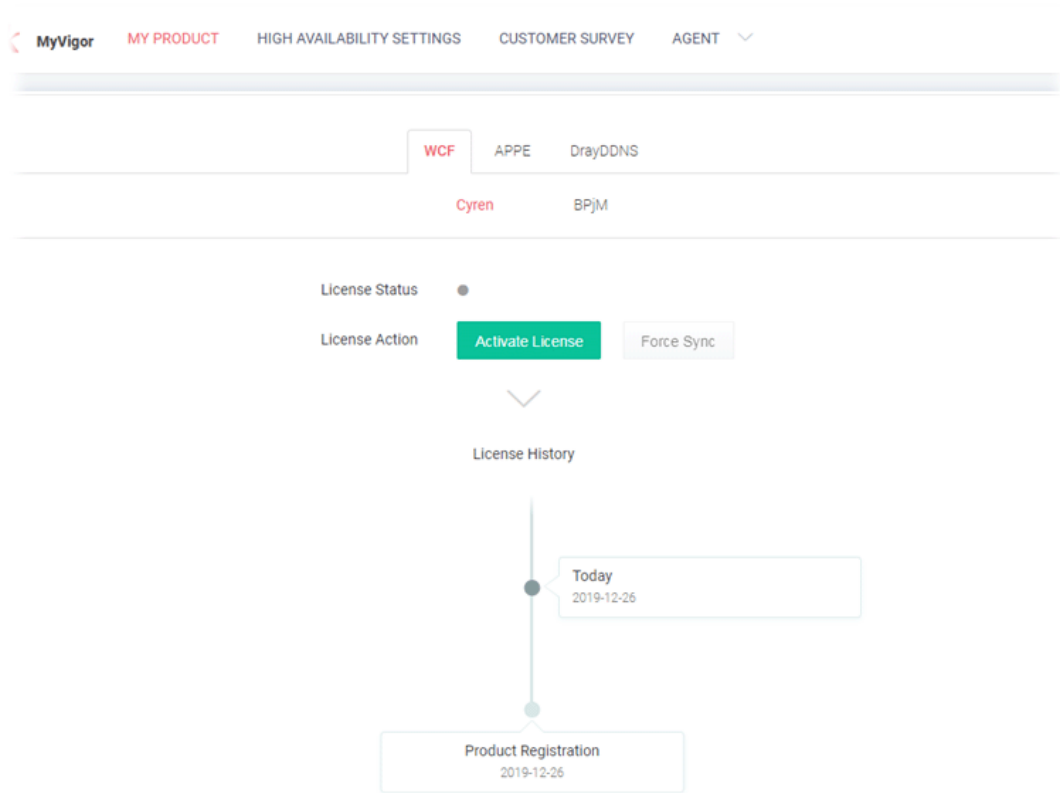 MyVigor MY PRODUCT HIGH AVAILABILITY SETTINGS CUSTOMER SURVEY AGENT
WCF APPE DrayDDNS
Cyren BPjM
License Status
License Action Activate License Force Sync
License History
Today
2019-12-26
Product Registration
2019-12-26